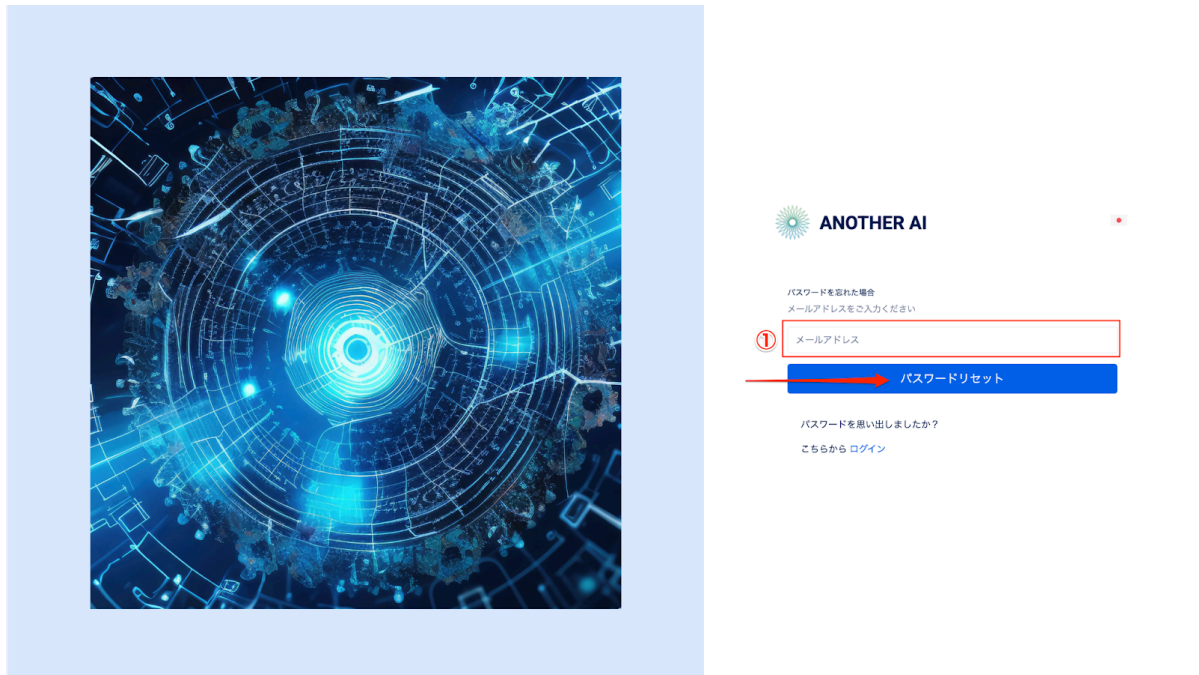 ANOTHER AI
パスワードを忘れた場合
メールアドレスをご入力ください
① メールアドレス
パスワードリセット
パスワードを思い出しましたか？
こちらから ログイン